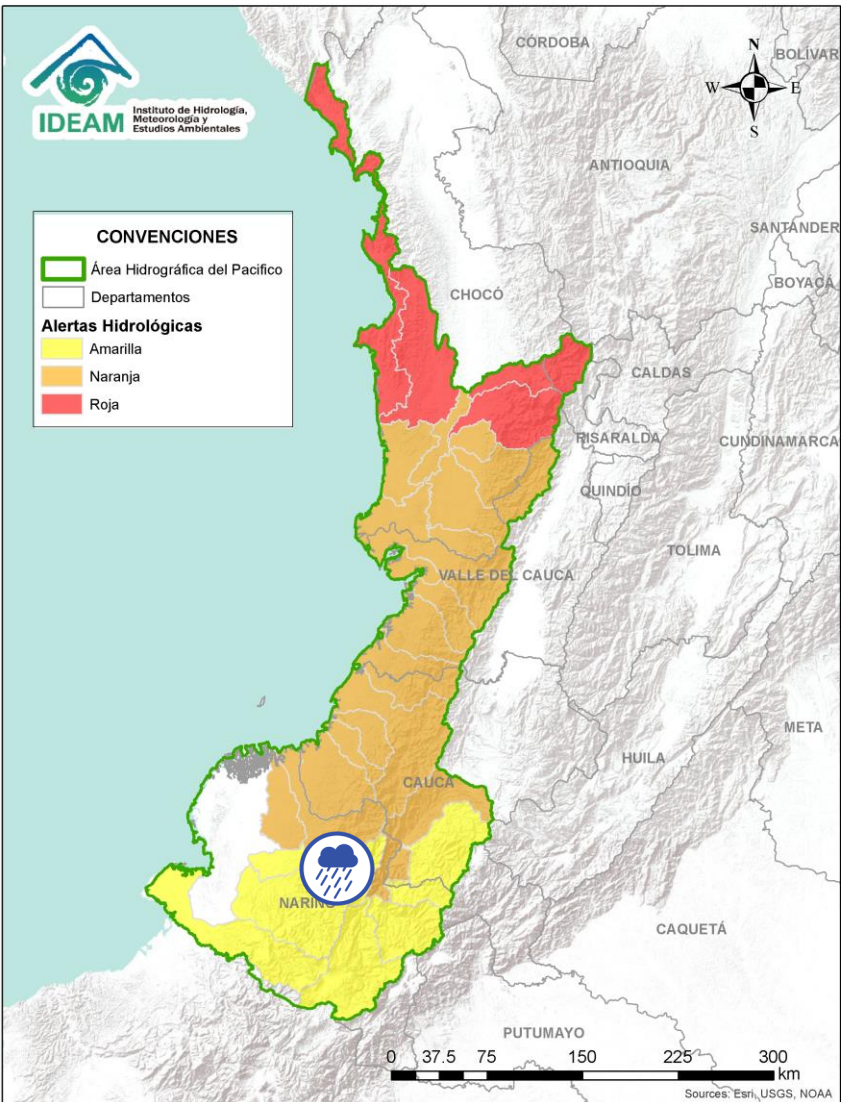 IDEAM
Instituto de Hidrología,
Meteorología y
Estudios Ambientales
N
W
E
S
CONVENCIONES
Área Hidrográfica del Pacifico
Departamentos
Alertas Hidrológicas
Amarilla
Naranja
Roja
CÓRDOBA
BOLIVAR
ANTIOQUIA
SANTANDER
BOYACÁ
CHOCÓ
CALDAS
RISARALDA
CUNDINAMARCA
QUINDÍO
TOLIMA
VALLE DEL CAUCA
META
HUILA
CAUCA
NARIÑO
CAQUETÁ
PUTUMAYO
0 37.5 75 150 225 300
km
Sources: Esri, USGS, NOAA